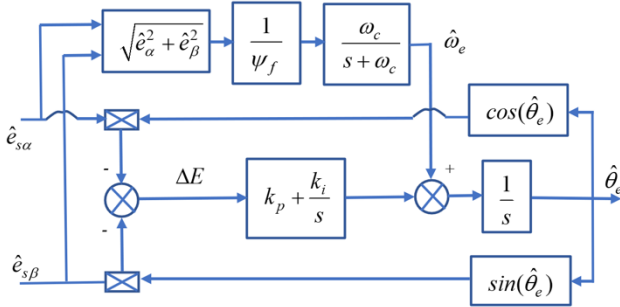 √(ê_α² + ê_β²)
1/ψ_f
ω_c/(s + ω_c)
ω̂_e
ê_sα
cos(θ̂_e)
-
ΔE
k_p + k_i/s
+
1/s
θ̂_e
-
ê_sβ
sin(θ̂_e)